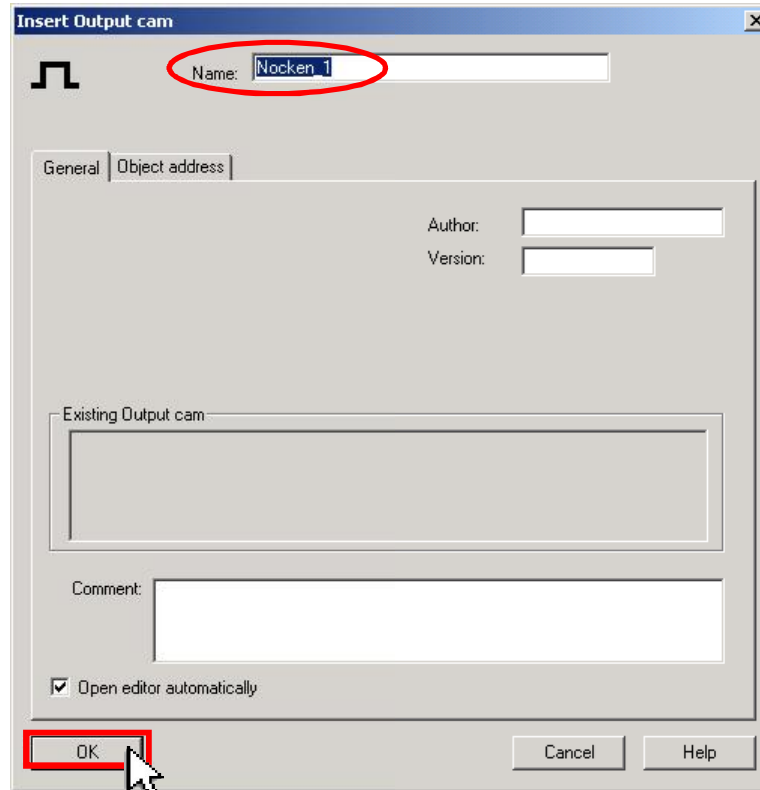 Insert Output cam
Name: Nocken_1
General Object address
Author:
Version:
Existing Output cam
Comment:
Open editor automatically
OK Cancel Help